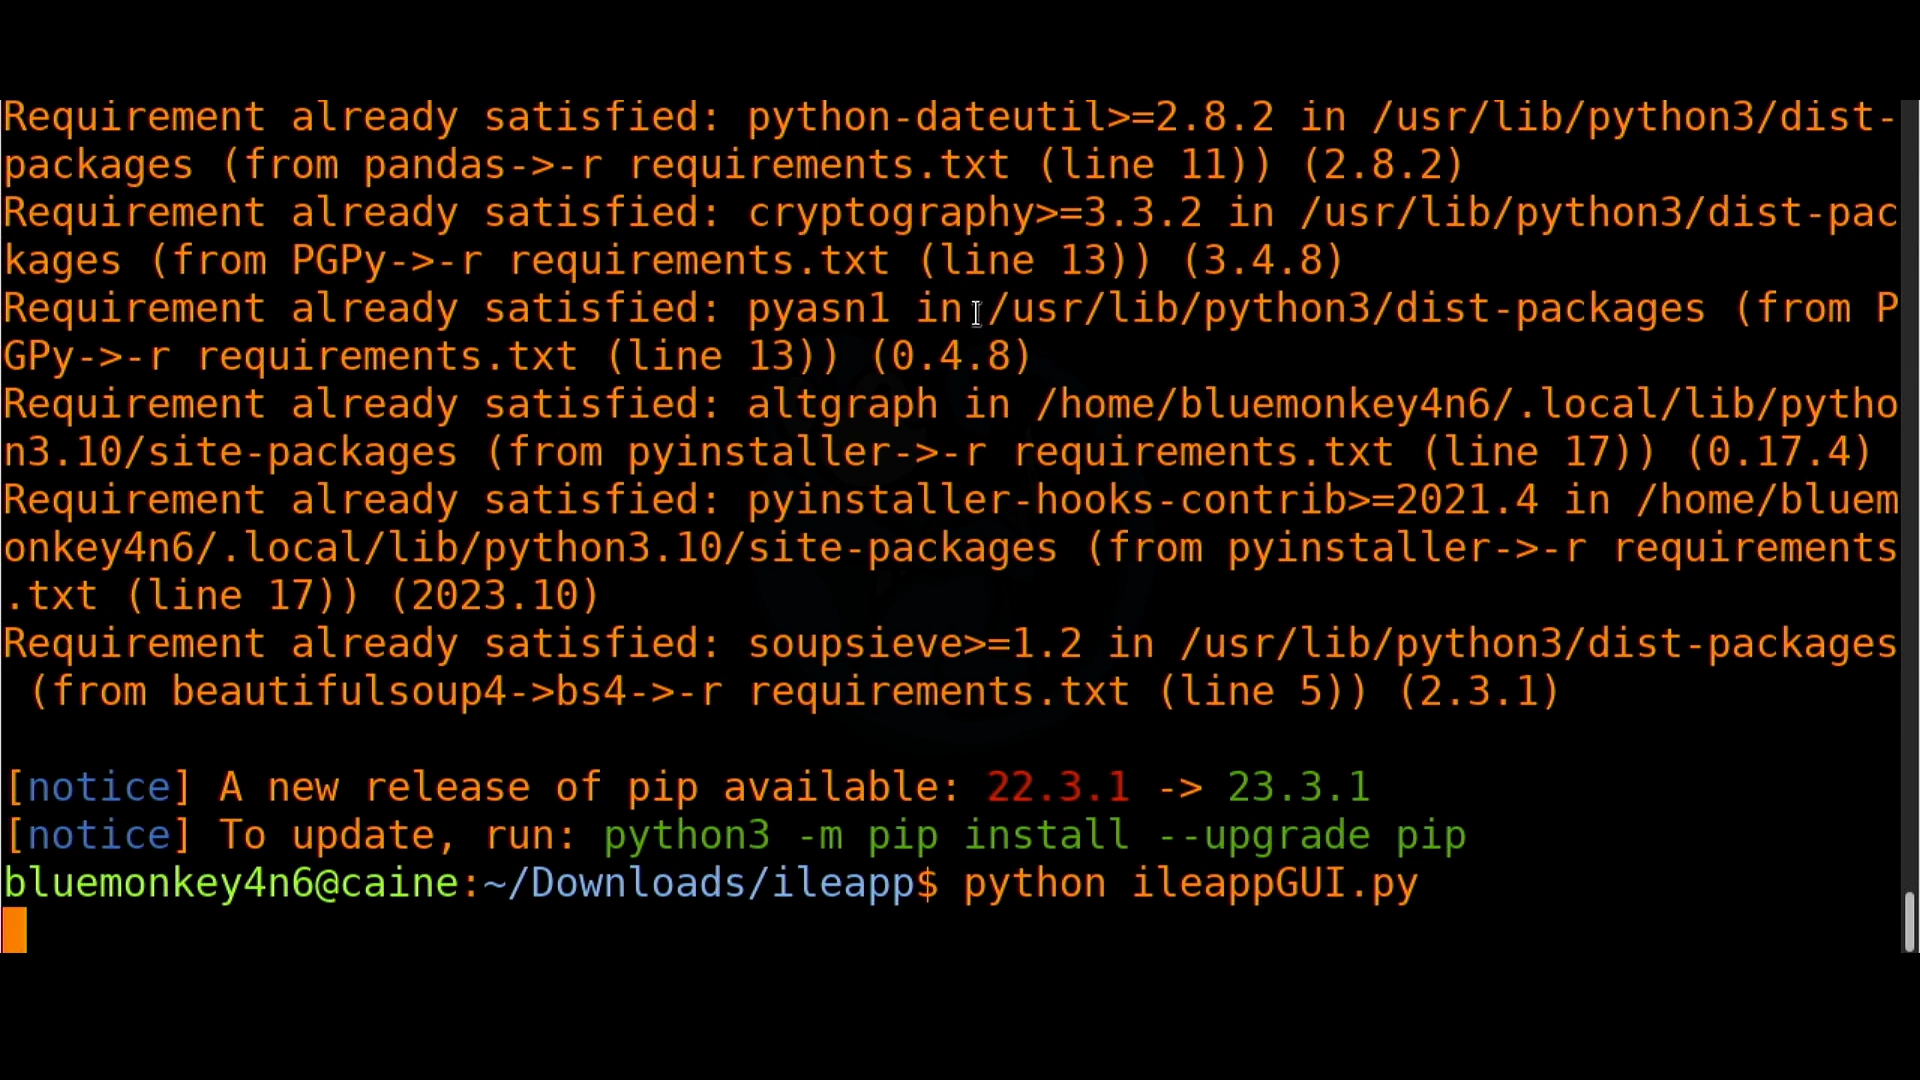 Requirement already satisfied: python-dateutil>=2.8.2 in /usr/lib/python3/dist-
packages (from pandas->-r requirements.txt (line 11)) (2.8.2)
Requirement already satisfied: cryptography>=3.3.2 in /usr/lib/python3/dist-pac
kages (from PGPy->-r requirements.txt (line 13)) (3.4.8)
Requirement already satisfied: pyasn1 in /usr/lib/python3/dist-packages (from P
GPy->-r requirements.txt (line 13)) (0.4.8)
Requirement already satisfied: altgraph in /home/bluemonkey4n6/.local/lib/pytho
n3.10/site-packages (from pyinstaller->-r requirements.txt (line 17)) (0.17.4)
Requirement already satisfied: pyinstaller-hooks-contrib>=2021.4 in /home/bluem
onkey4n6/.local/lib/python3.10/site-packages (from pyinstaller->-r requirements
.txt (line 17)) (2023.10)
Requirement already satisfied: soupsieve>=1.2 in /usr/lib/python3/dist-packages
 (from beautifulsoup4->bs4->-r requirements.txt (line 5)) (2.3.1)
[notice] A new release of pip available: 22.3.1 -> 23.3.1
[notice] To update, run: python3 -m pip install --upgrade pip
bluemonkey4n6@caine:~/Downloads/ileapp$ python ileappGUI.py